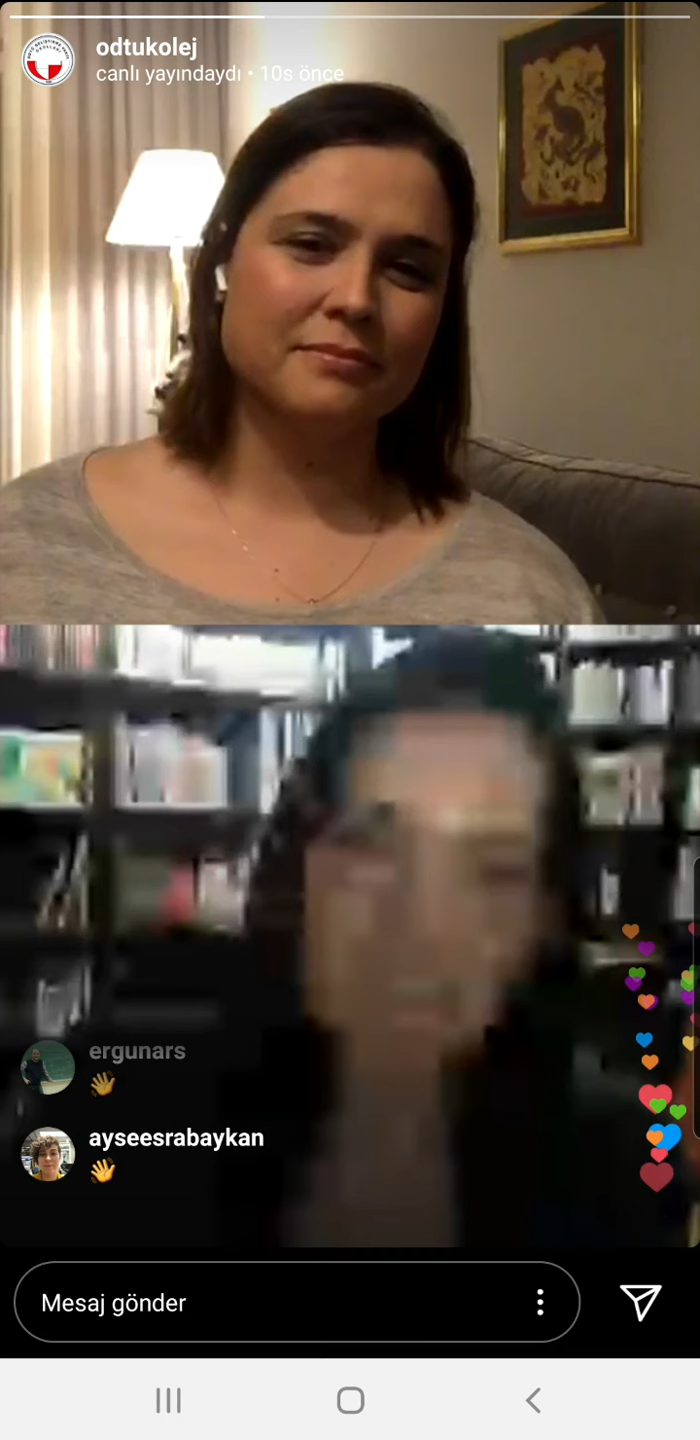 odtukolej
canlı yayındaydı • 10s önce
ergunars
👋
ayseesrabaykan
👋
Mesaj gönder